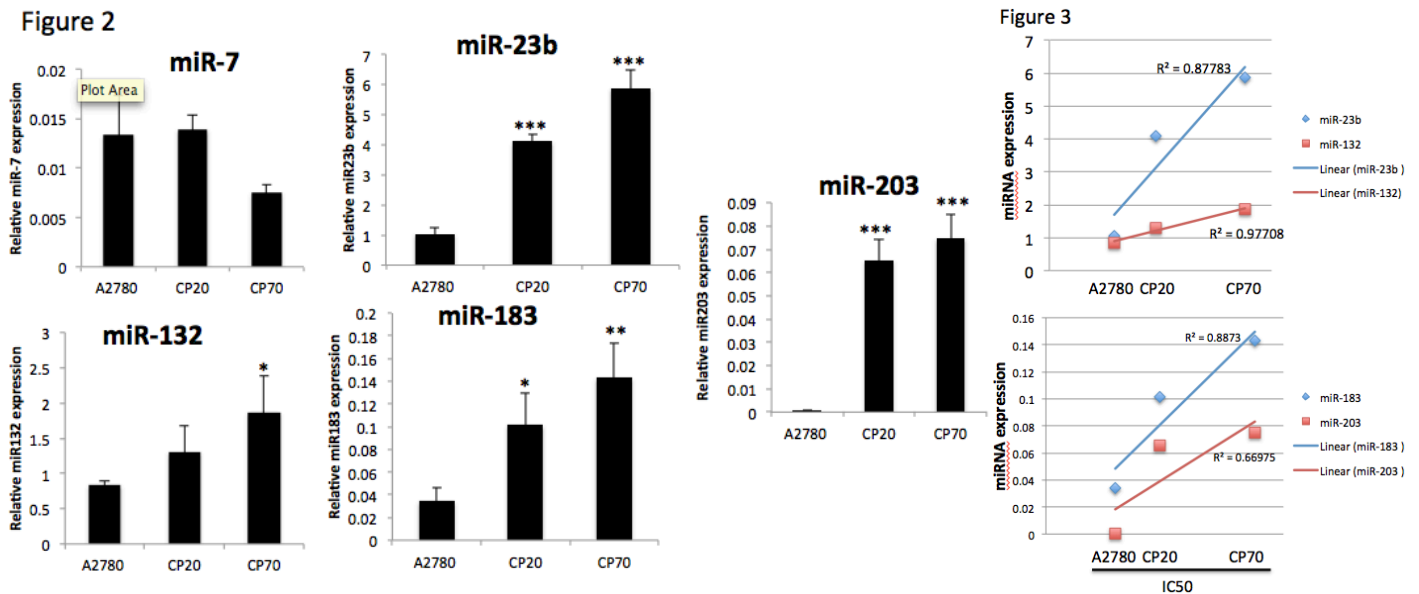 Figure 2
miR-7
Relative miR-7 expression
0.02
0.015
0.01
0.005
0
Plot Area
A2780 CP20 CP70
miR-23b
Relative miR23b expression
7
6
5
4
3
2
1
0
***
***
A2780 CP20 CP70
miR-132
Relative miR132 expression
3
2.5
2
1.5
1
0.5
0
*
A2780 CP20 CP70
miR-183
Relative miR183 expression
0.2
0.18
0.16
0.14
0.12
0.1
0.08
0.06
0.04
0.02
0
*
**
A2780 CP20 CP70
miR-203
Relative miR203 expression
0.09
0.08
0.07
0.06
0.05
0.04
0.03
0.02
0.01
0
***
***
A2780 CP20 CP70
Figure 3
miRNA expression
7
6
5
4
3
2
1
0
R² = 0.87783
R² = 0.97708
A2780 CP20 CP70
miR-23b
miR-132
Linear (miR-23b )
Linear (miR-132)
miRNA expression
0.16
0.14
0.12
0.1
0.08
0.06
0.04
0.02
0
R² = 0.8873
R² = 0.66975
A2780 CP20 CP70
IC50
miR-183
miR-203
Linear (miR-183 )
Linear (miR-203 )